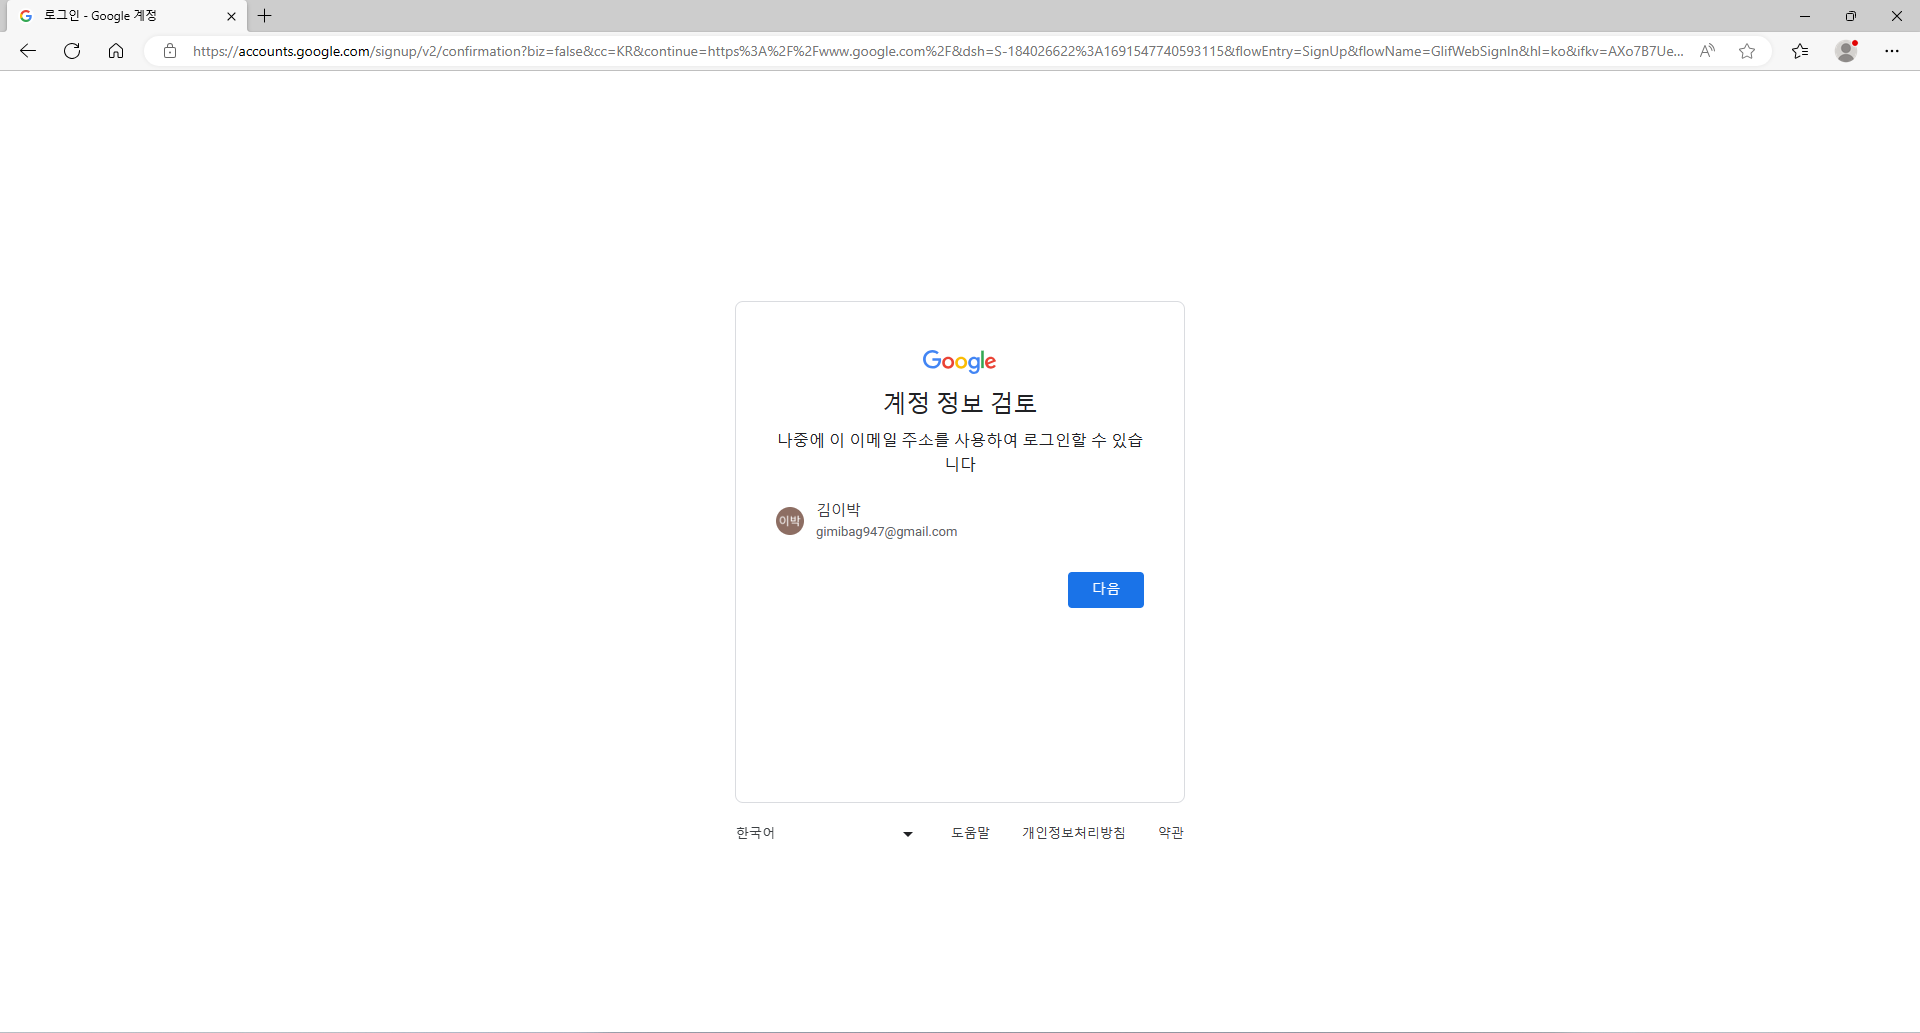 로그인 - Google 계정
https://accounts.google.com/signup/v2/confirmation?biz=false&cc=KR&continue=https%3A%2F%2Fwww.google.com%2F&dsh=S-184026622%3A1691547740593115&flowEntry=SignUp&flowName=GlifWebSignIn&hl=ko&ifkv=AXo7B7Ue...
Google
계정 정보 검토
나중에 이 이메일 주소를 사용하여 로그인할 수 있습
니다
이박
김이박
gimibag947@gmail.com
다음
한국어 도움말 개인정보처리방침 약관